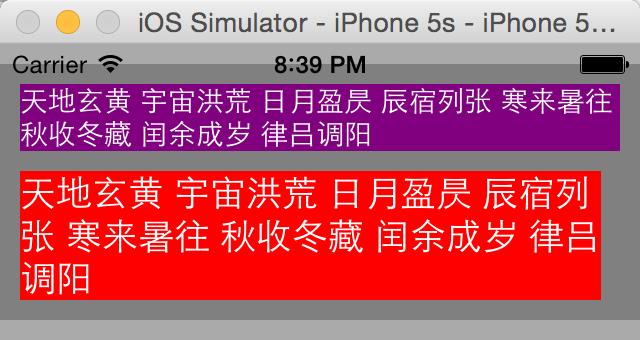 iOS Simulator - iPhone 5s - iPhone 5...
Carrier 8:39 PM
天地玄黄 宇宙洪荒 日月盈昃 辰宿列张 寒来暑往
秋收冬藏 闰余成岁 律吕调阳
天地玄黄 宇宙洪荒 日月盈昃 辰宿列
张 寒来暑往 秋收冬藏 闰余成岁 律吕
调阳